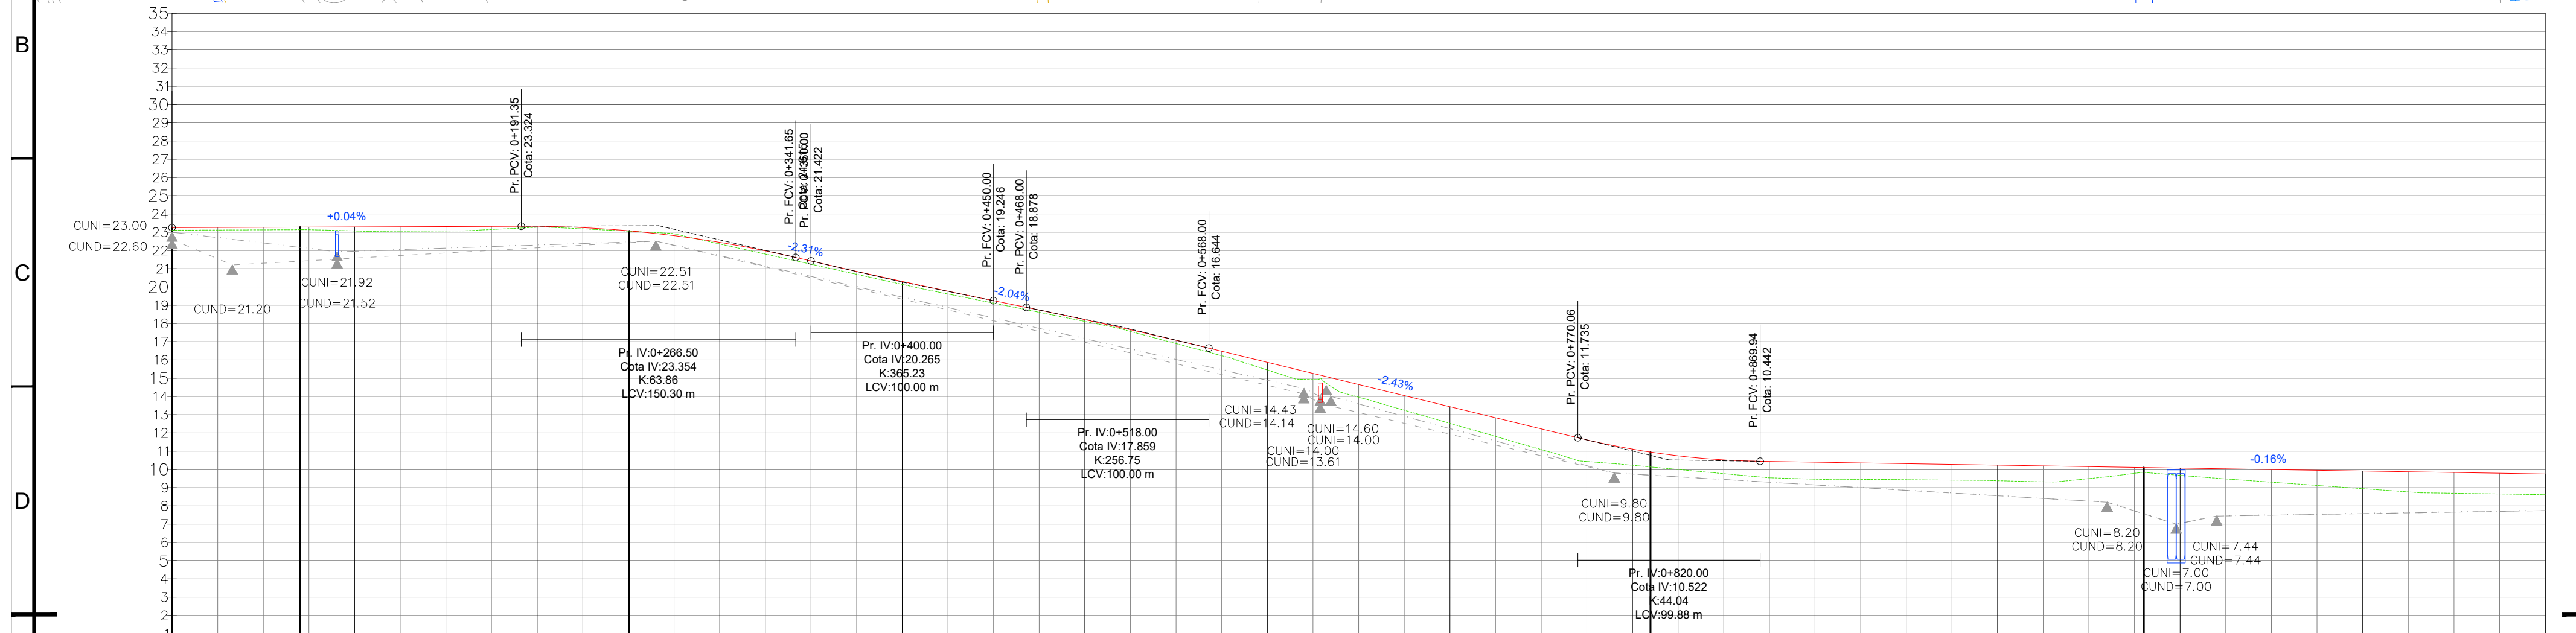 B
C
D
35
34
33
32
31
30
29
28
27
26
25
24
23
22
21
20
19
18
17
16
15
14
13
12
11
10
9
8
7
6
5
4
3
2
CUNI=23.00
CUND=22.60
+0.04%
CUND=21.20
CUNI=21.92
CUND=21.52
Pr. PCV: 0+191.35
Cota: 23.324
CUNI=22.51
CUND=22.51
Pr. IV:0+266.50
Cota IV:23.354
K:63.86
LCV:150.30 m
Pr. FCV: 0+341.65
Cota: 21.422
-2.31%
Pr. IV:0+400.00
Cota IV:20.265
K:365.23
LCV:100.00 m
Pr. FCV: 0+450.00
Cota: 19.246
-2.04%
Pr. PCV: 0+468.00
Cota: 18.878
Pr. IV:0+518.00
Cota IV:17.859
K:256.75
LCV:100.00 m
Pr. FCV: 0+568.00
Cota: 16.644
CUNI=14.43
CUND=14.14
CUNI=14.60
CUNI=14.00
CUNI=14.00
CUND=13.61
-2.43%
Pr. PCV: 0+770.06
Cota: 11.735
CUNI=9.80
CUND=9.80
Pr. IV:0+820.00
Cota IV:10.522
K:44.04
LCV:99.88 m
Pr. FCV: 0+869.94
Cota: 10.442
CUNI=8.20
CUND=8.20
CUNI=7.00
CUND=7.00
CUNI=7.44
CUND=7.44
-0.16%